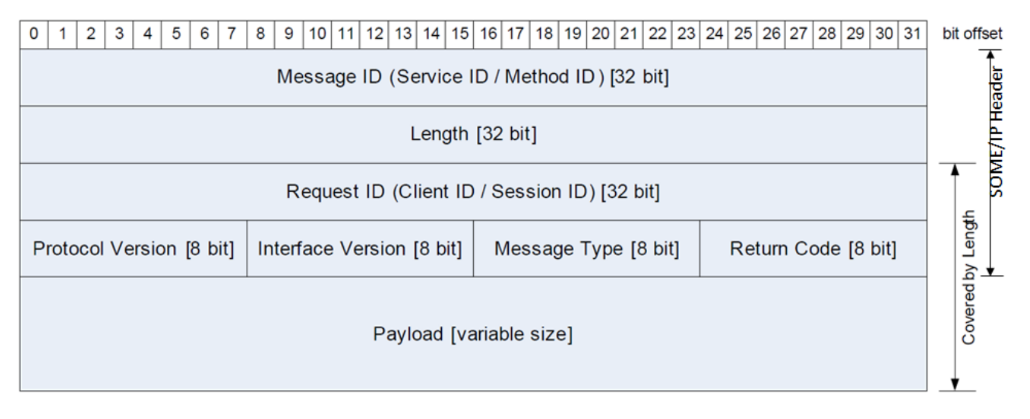 0 1 2 3 4 5 6 7 8 9 10 11 12 13 14 15 16 17 18 19 20 21 22 23 24 25 26 27 28 29 30 31 bit offset
Message ID (Service ID / Method ID) [32 bit]
Length [32 bit]
Request ID (Client ID / Session ID) [32 bit]
Protocol Version [8 bit] Interface Version [8 bit] Message Type [8 bit] Return Code [8 bit]
Payload [variable size]
SOME/IP Header
Covered by Length